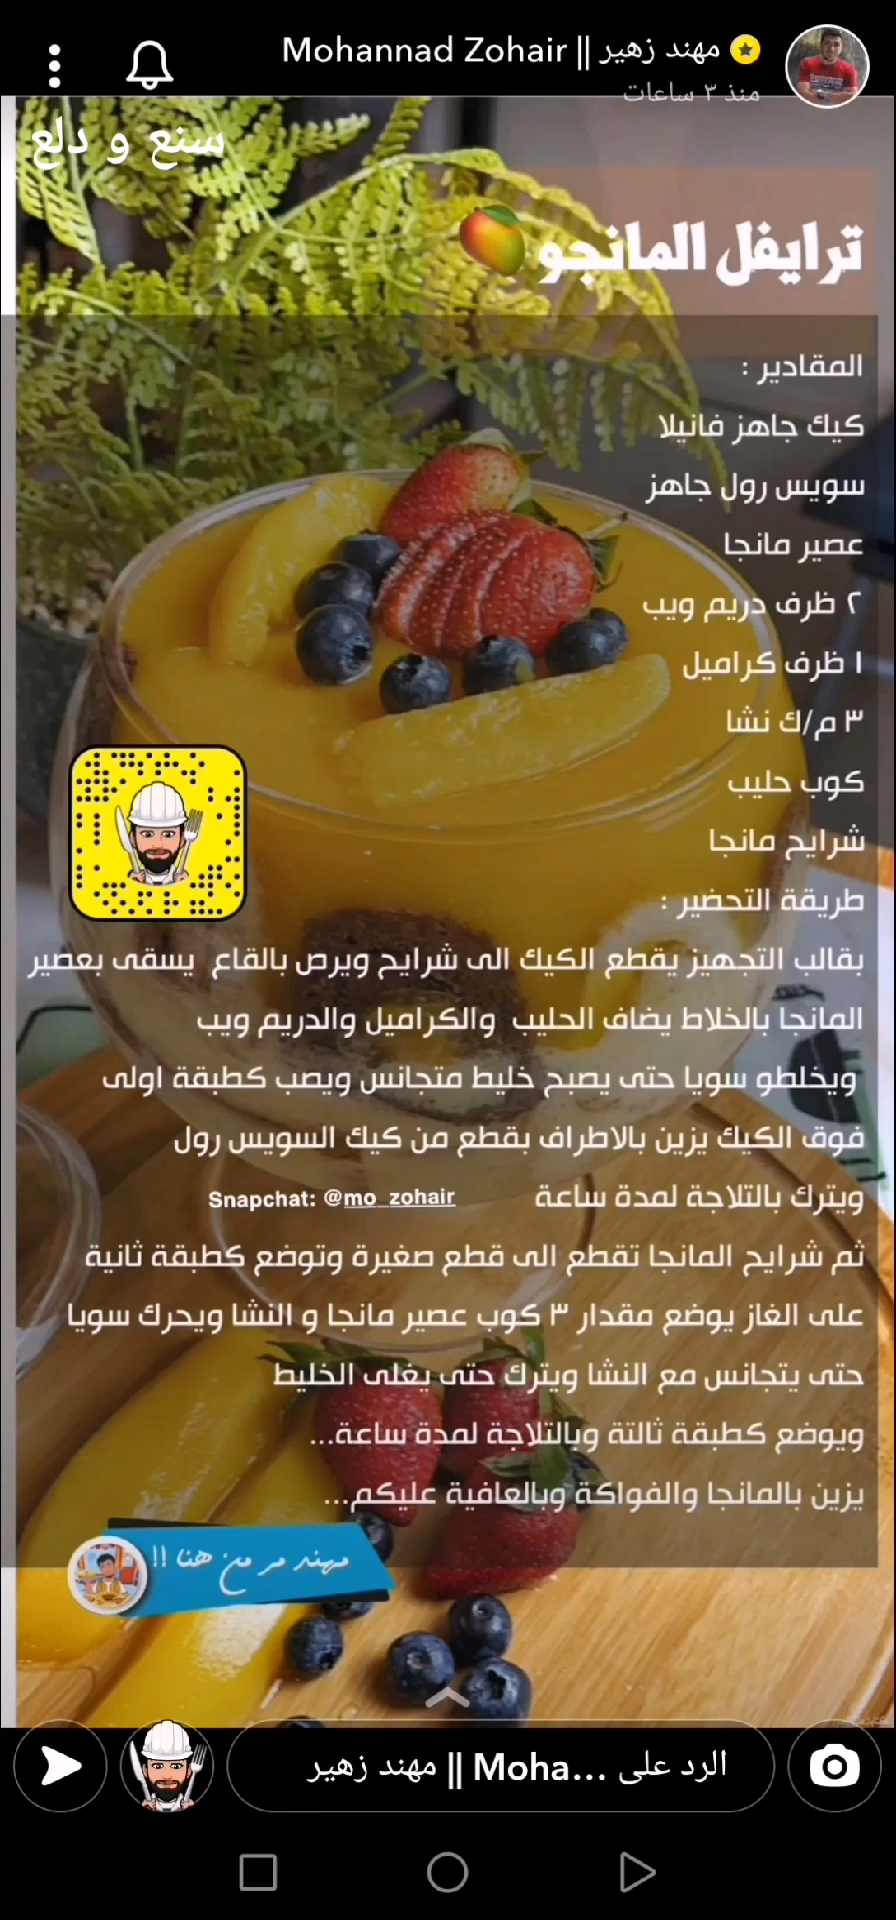 Mohannad Zohair || مهند زهير
منذ ٣ ساعات
سنع و دلع
ترايفل المانجو
المقادير :
كيك جاهز فانيلا
سويس رول جاهز
عصير مانجا
٢ ظرف دريم ويب
١ ظرف كراميل
٣ م/ك نشا
كوب حليب
شرايح مانجا
طريقة التحضير :
بقالب التجهيز يقطع الكيك الى شرايح ويرص بالقاع يسقى بعصير
المانجا بالخلاط يضاف الحليب والكراميل والدريم ويب
ويخلطو سويا حتى يصبح خليط متجانس ويصب كطبقة اولى
فوق الكيك يزين بالاطراف بقطع من كيك السويس رول
ويترك بالتلاجة لمدة ساعة
Snapchat: @mo_zohair
ثم شرايح المانجا تقطع الى قطع صغيرة وتوضع كطبقة ثانية
على الغاز يوضع مقدار ٣ كوب عصير مانجا و النشا ويحرك سويا
حتى يتجانس مع النشا ويترك حتى يغلى الخليط
ويوضع كطبقة ثالتة وبالتلاجة لمدة ساعة...
يزين بالمانجا والفواكة وبالعافية عليكم...
مهند مر من هنا !!
الرد على ...Moha || مهند زهير